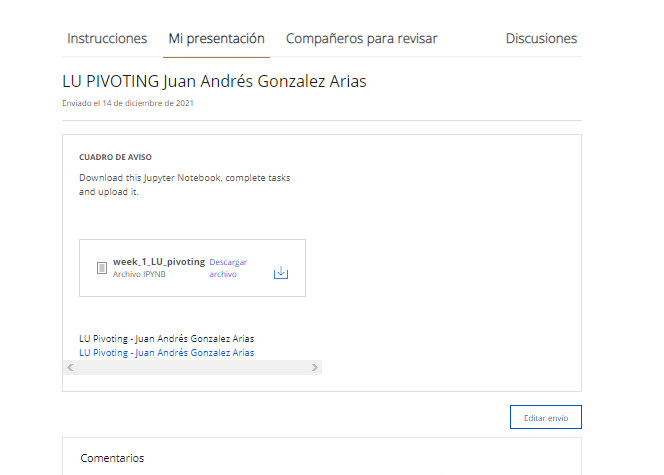 Instrucciones Mi presentación Compañeros para revisar Discusiones
LU PIVOTING Juan Andrés Gonzalez Arias
Enviado el 14 de diciembre de 2021
CUADRO DE AVISO
Download this Jupyter Notebook, complete tasks
and upload it.
week_1_LU_pivoting Descargar
Archivo IPYNB archivo
LU Pivoting - Juan Andrés Gonzalez Arias
LU Pivoting - Juan Andrés Gonzalez Arias
Editar envío
Comentarios